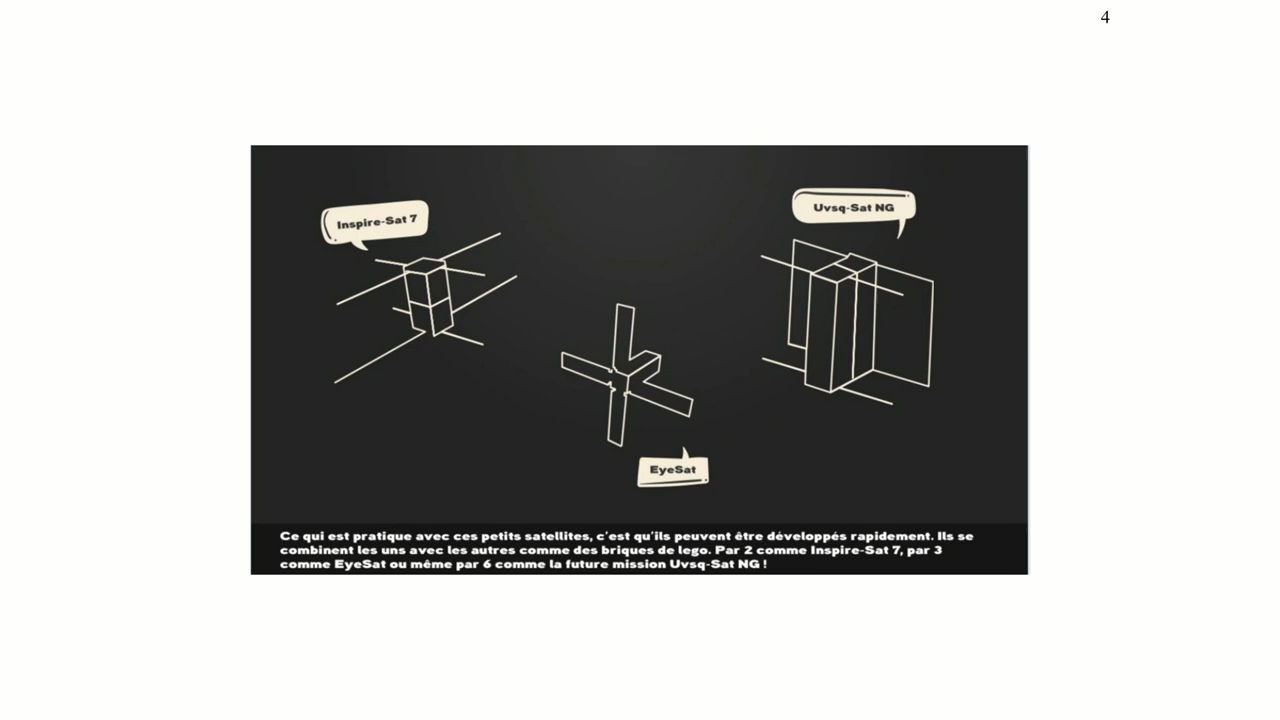 4
Inspire-Sat 7
Uvsq-Sat NG
EyeSat
Ce qui est pratique avec ces petits satellites, c'est qu'ils peuvent être développés rapidement. Ils se
combinent les uns avec les autres comme des briques de lego. Par 2 comme Inspire-Sat 7, par 3
comme EyeSat ou même par 6 comme la future mission Uvsq-Sat NG !